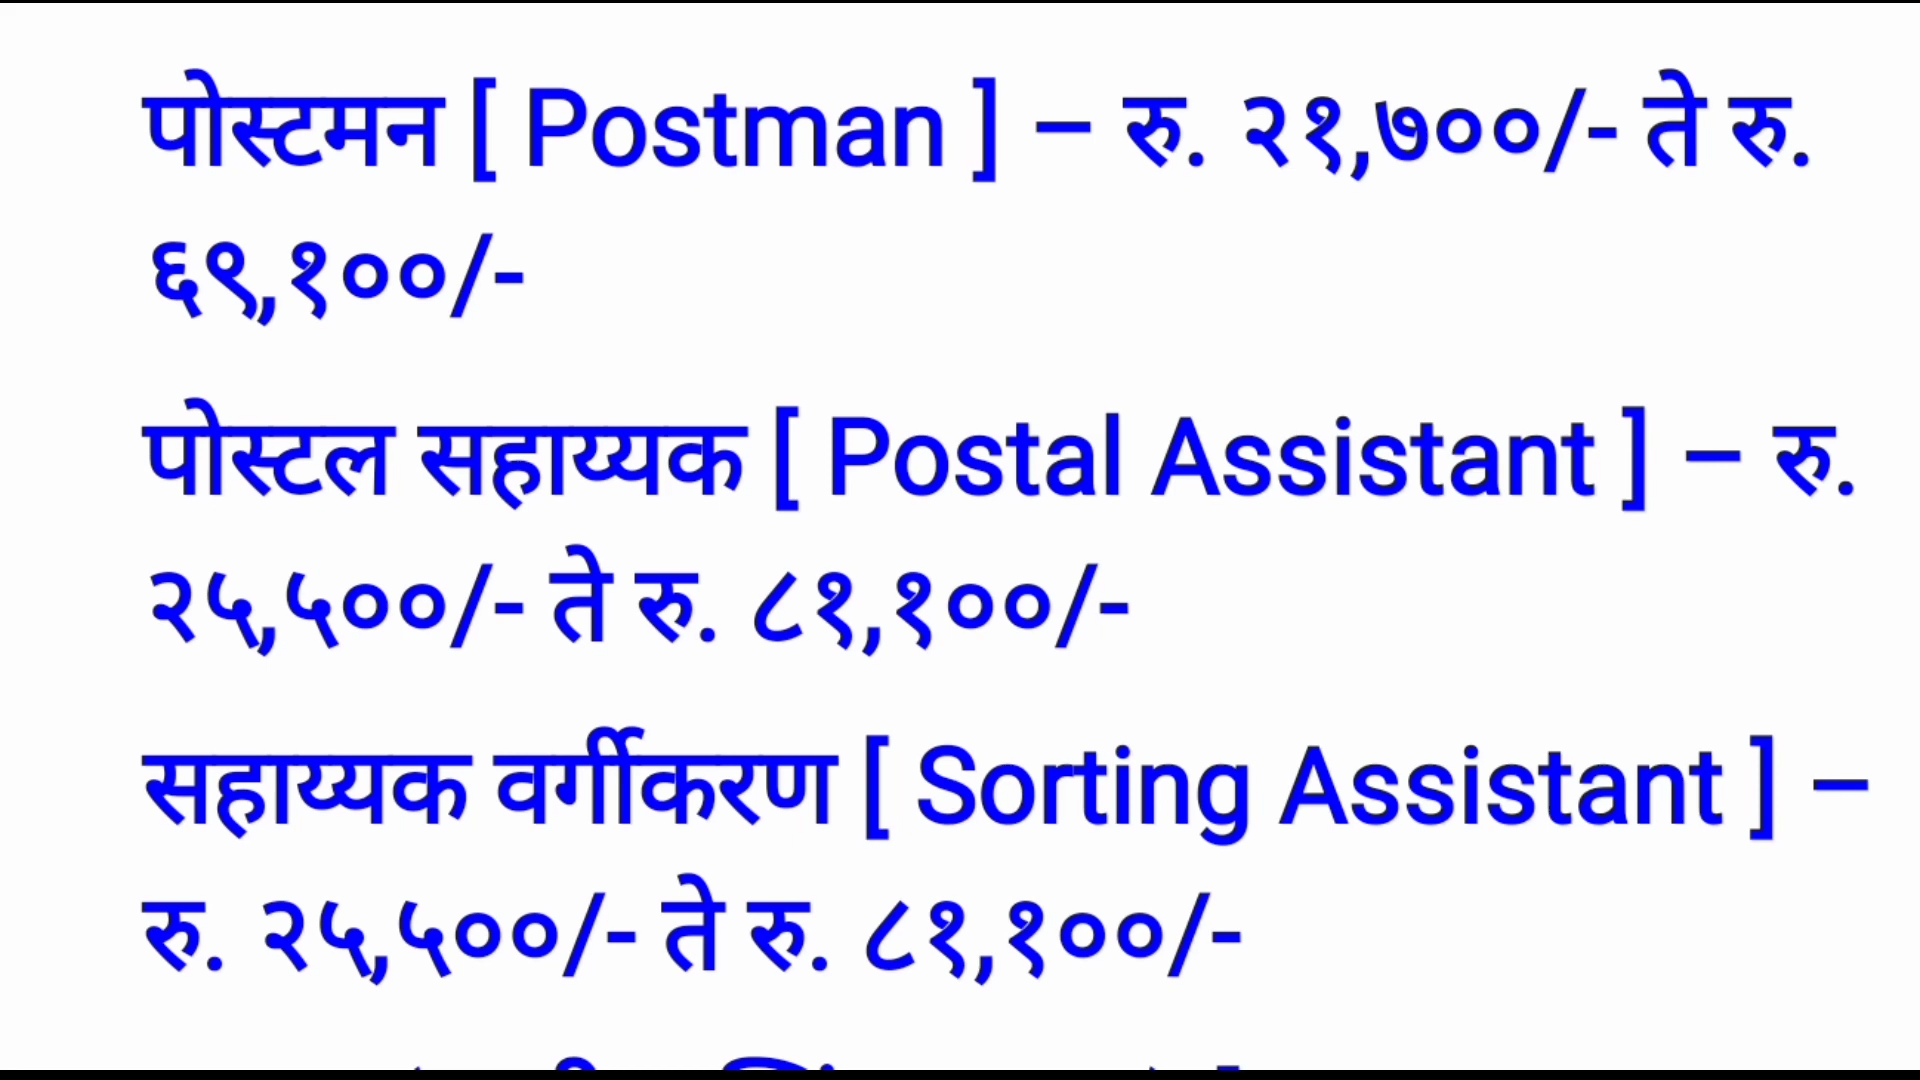 पोस्टमन [ Postman ] – रु. २१,७००/- ते रु.
६९,१००/-
पोस्टल सहाय्यक [ Postal Assistant ] – रु.
२५,५००/- ते रु. ८१,१००/-
सहाय्यक वर्गीकरण [ Sorting Assistant ] –
रु. २५,५००/- ते रु. ८१,१००/-